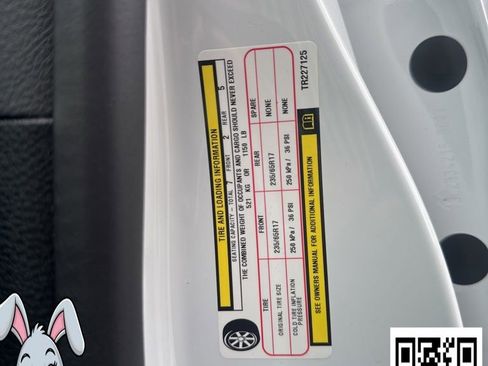 TIRE AND LOADING INFORMATION
SEATING CAPACITY - TOTAL 7 FRONT 2 REAR 5
THE COMBINED WEIGHT OF OCCUPANTS AND CARGO SHOULD NEVER EXCEED
521 KG OR 1150 LB
TIRE FRONT REAR SPARE
ORIGINAL TIRE SIZE 235/65R17 235/65R17 NONE
COLD TIRE INFLATION PRESSURE 250 kPa / 36 PSI 250 kPa / 36 PSI NONE
SEE OWNERS MANUAL FOR ADDITIONAL INFORMATION
TR227125